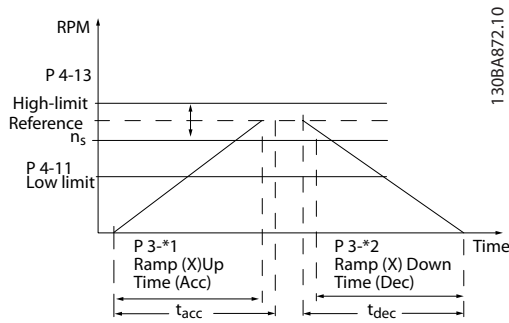 RPM
130BA872.10
P 4-13
High-limit
Reference
ns
P 4-11
Low limit
Time
P 3-*1
Ramp (X)Up
Time (Acc)
P 3-*2
Ramp (X) Down
Time (Dec)
tacc
tdec